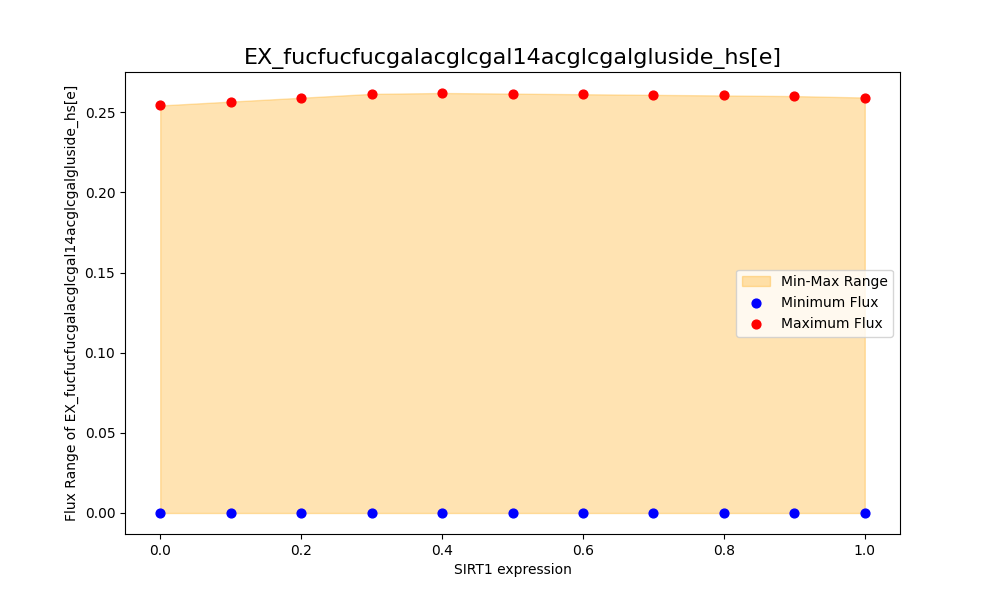 EX_fucfucfucgalacglcgal14acglcgalgluside_hs[e]
Flux Range of EX_fucfucfucgalacglcgal14acglcgalgluside_hs[e]
0.25
0.20
0.15
0.10
0.05
0.00
Min-Max Range
Minimum Flux
Maximum Flux
0.0 0.2 0.4 0.6 0.8 1.0
SIRT1 expression